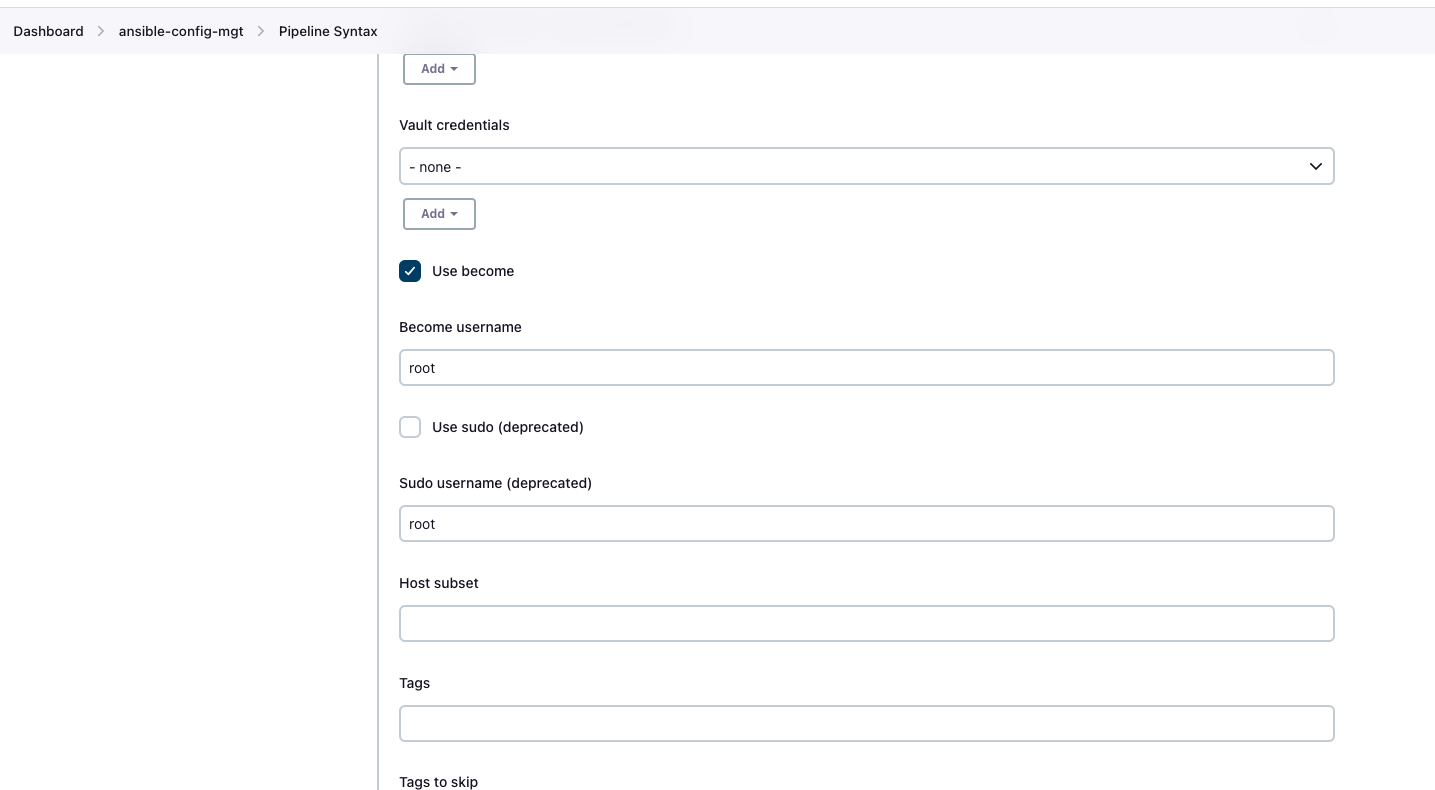 Dashboard > ansible-config-mgt > Pipeline Syntax
Add
Vault credentials
- none -
Add
Use become
Become username
root
Use sudo (deprecated)
Sudo username (deprecated)
root
Host subset
Tags
Tags to skip